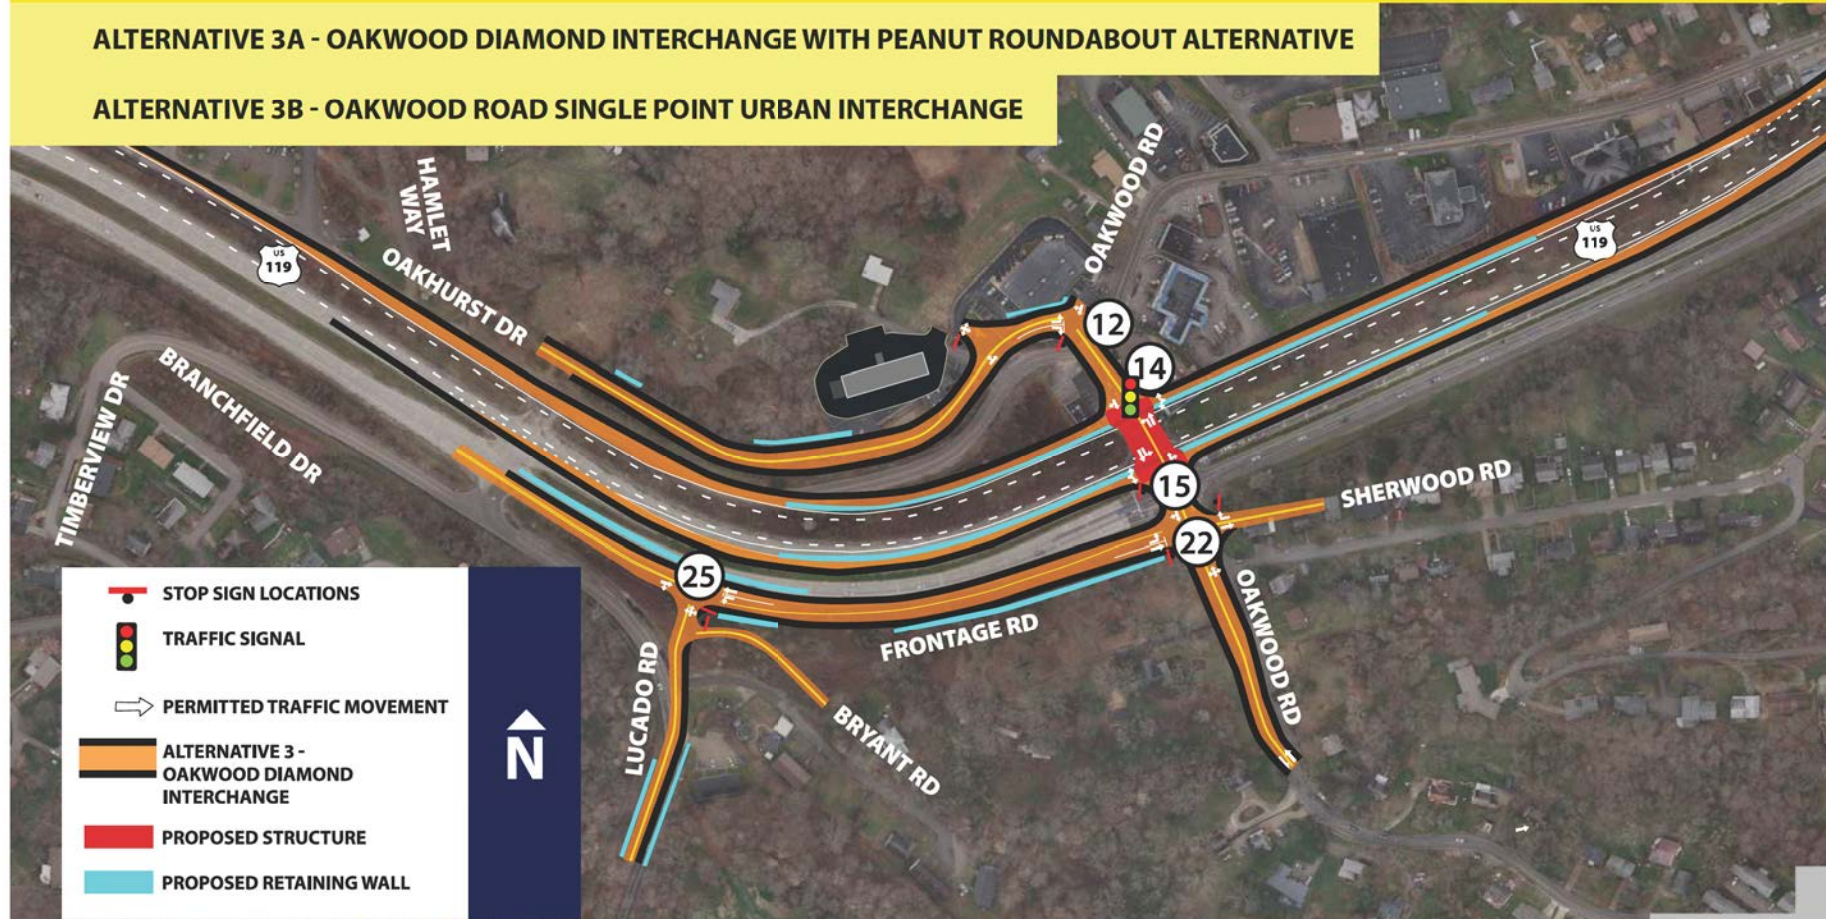 ALTERNATIVE 3A - OAKWOOD DIAMOND INTERCHANGE WITH PEANUT ROUNDABOUT ALTERNATIVE
ALTERNATIVE 3B - OAKWOOD ROAD SINGLE POINT URBAN INTERCHANGE
HAMLET
WAY
OAKWOOD RD
US
119
US
119
OAKHURST DR
12
14
TIMBERVIEW DR
BRANCHFIELD DR
15
SHERWOOD RD
22
25
OAKWOOD RD
FRONTAGE RD
LUCADO RD
BRYANT RD
STOP SIGN LOCATIONS
TRAFFIC SIGNAL
PERMITTED TRAFFIC MOVEMENT
ALTERNATIVE 3 -
OAKWOOD DIAMOND
INTERCHANGE
PROPOSED STRUCTURE
PROPOSED RETAINING WALL
N